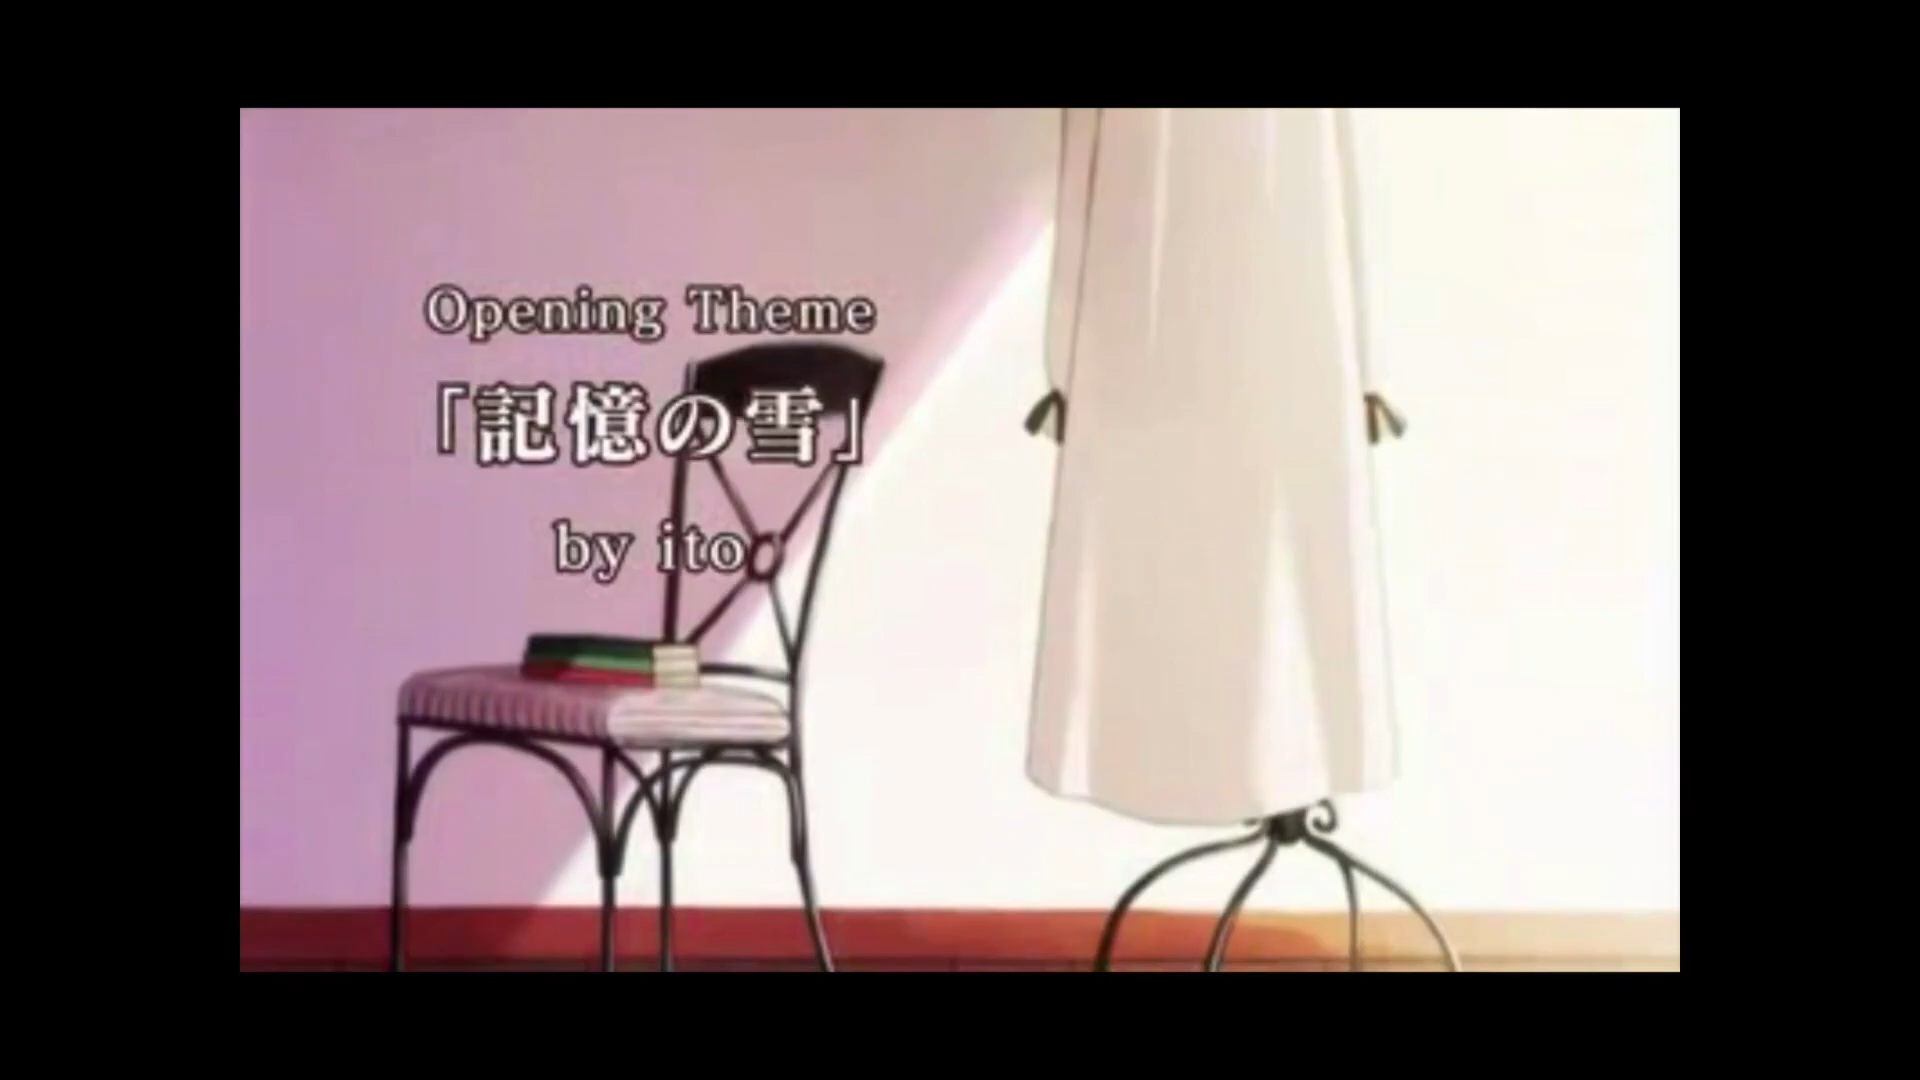 Opening Theme
「記憶の雪」
by ito